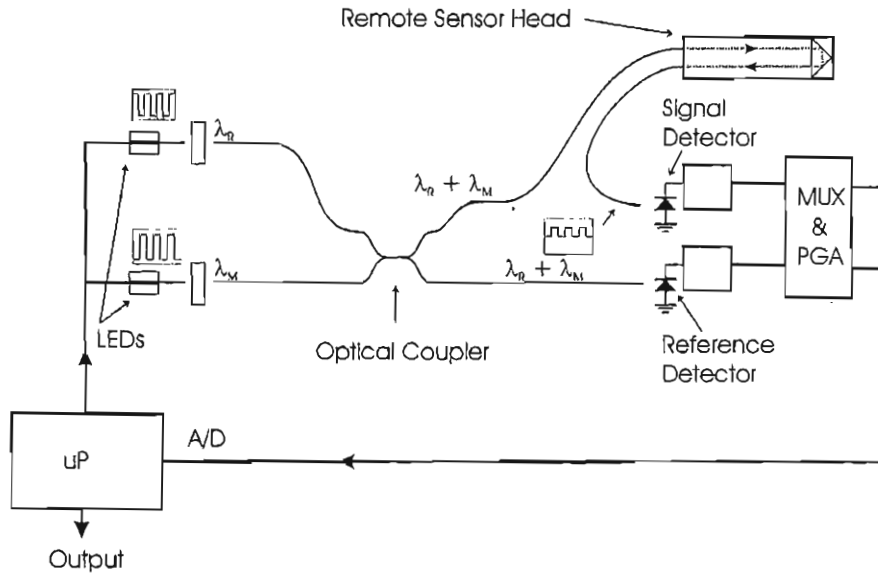 Remote Sensor Head
λR
Signal
Detector
λR + λM
MUX
&
PGA
λM
λR + λM
LEDs
Optical Coupler
Reference
Detector
A/D
uP
Output